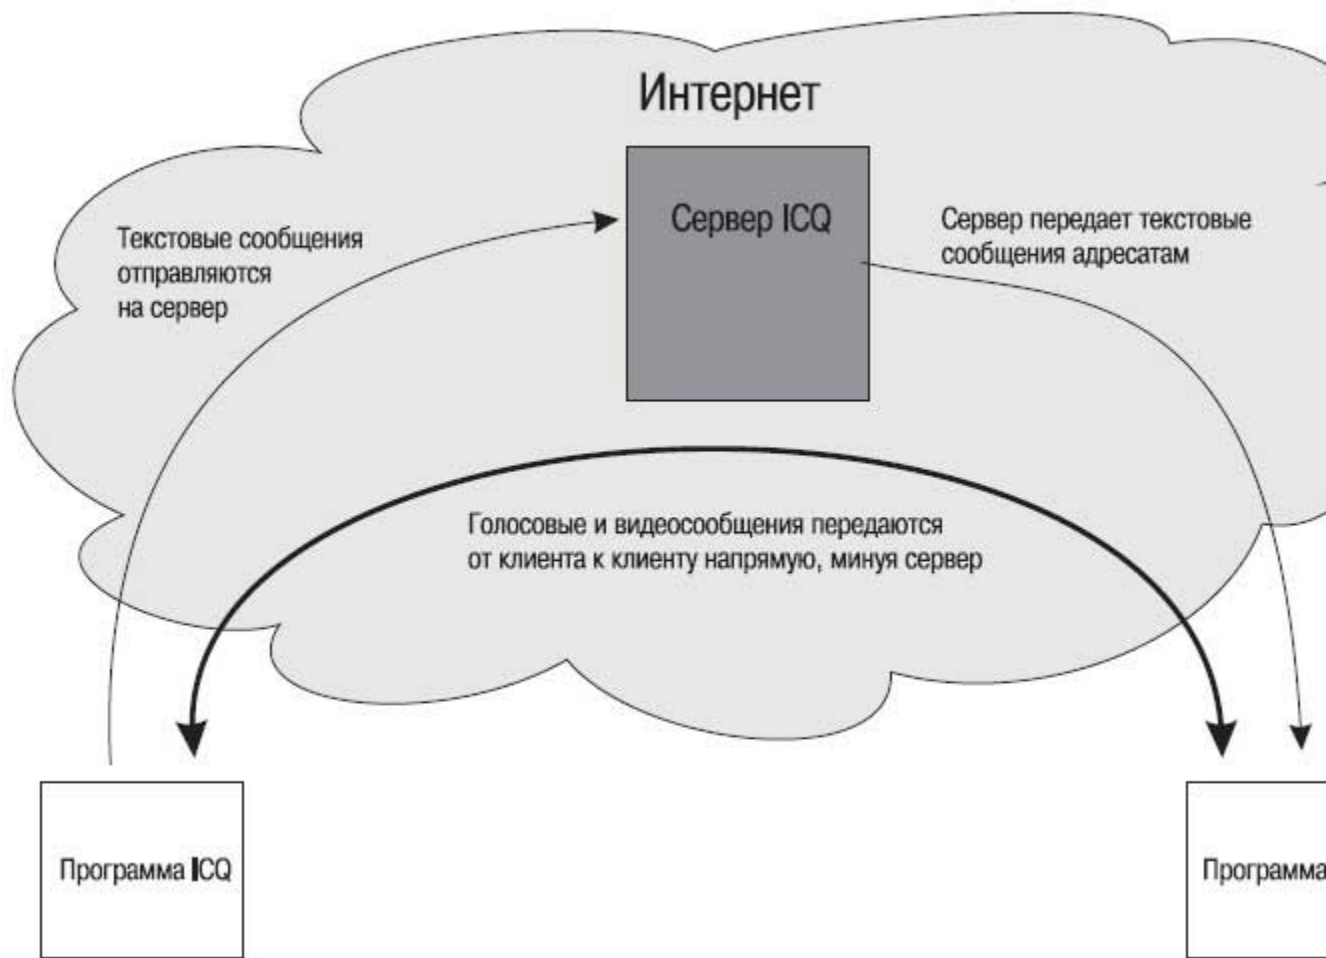 Интернет
Сервер ICQ
Текстовые сообщения
отправляются
на сервер
Сервер передает текстовые
сообщения адресатам
Голосовые и видеосообщения передаются
от клиента к клиенту напрямую, минуя сервер
Программа ICQ
Программа